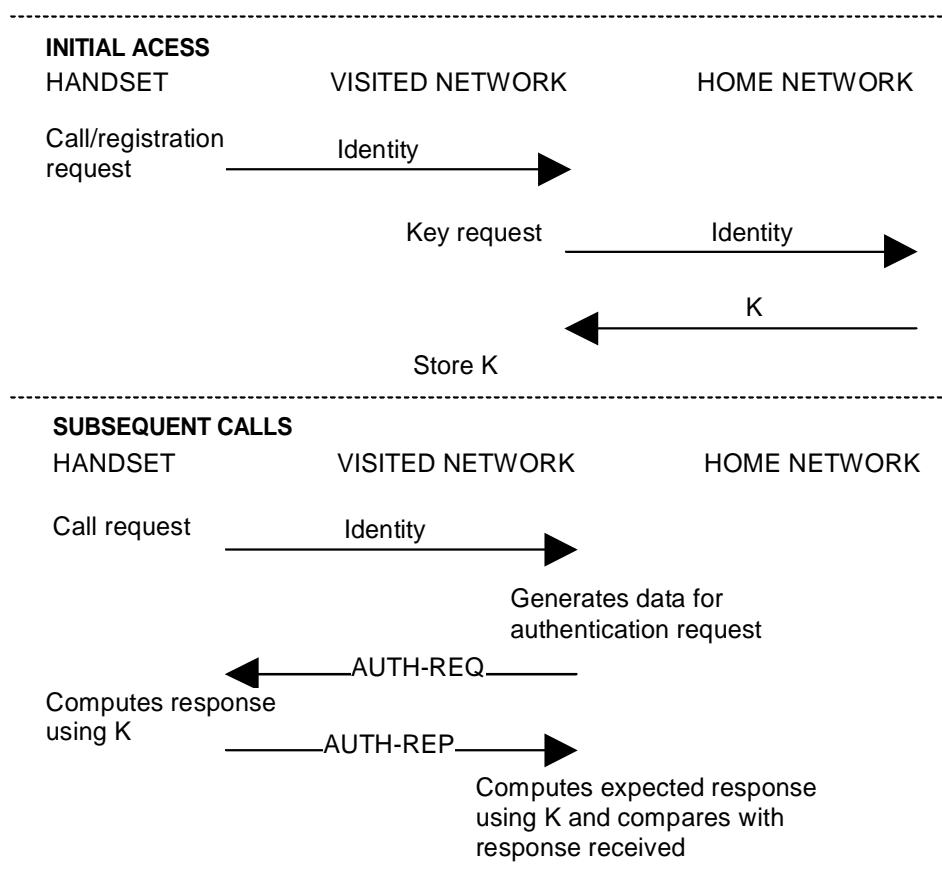 INITIAL ACESS
HANDSET VISITED NETWORK HOME NETWORK
Call/registration
request
Identity
Key request Identity
K
Store K
SUBSEQUENT CALLS
HANDSET VISITED NETWORK HOME NETWORK
Call request Identity
Generates data for
authentication request
AUTH-REQ
Computes response
using K
AUTH-REP
Computes expected response
using K and compares with
response received